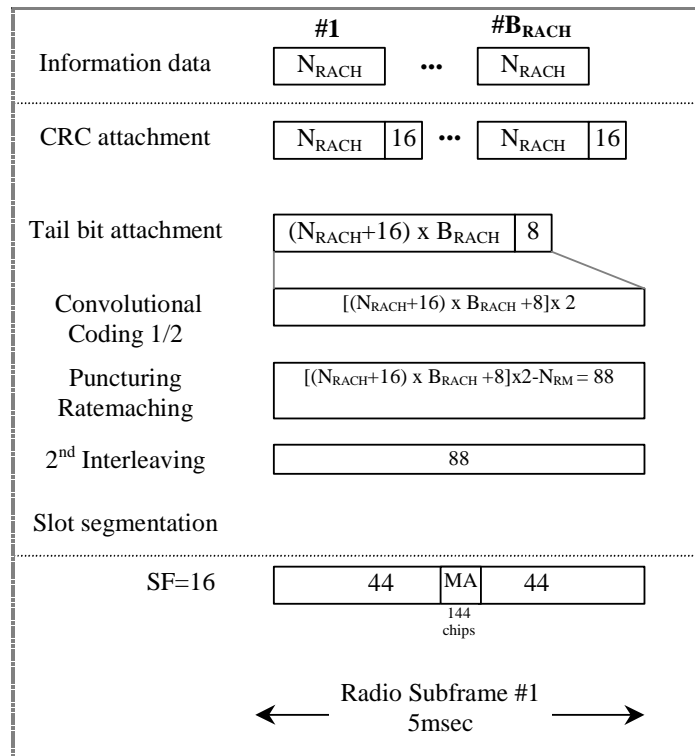 #1 #B_RACH
Information data N_RACH ... N_RACH
CRC attachment N_RACH 16 ... N_RACH 16
Tail bit attachment (N_RACH+16) x B_RACH 8
Convolutional
Coding 1/2
[(N_RACH+16) x B_RACH +8]x 2
Puncturing
Ratemaching
[(N_RACH+16) x B_RACH +8]x2-N_RM = 88
2nd Interleaving 88
Slot segmentation
SF=16 44 MA 44
144
chips
Radio Subframe #1
5msec